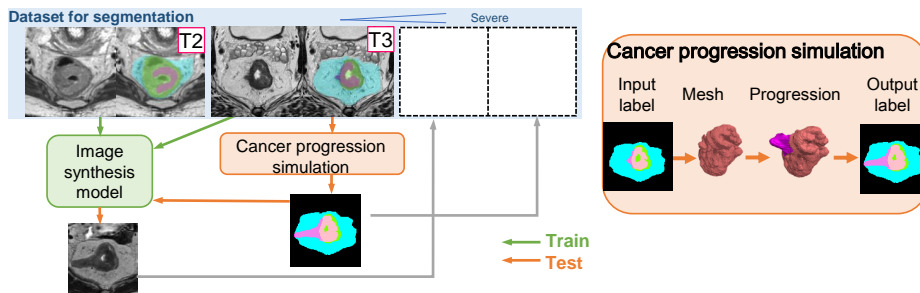 Dataset for segmentation
Severe
T2
T3
Image
synthesis
model
Cancer progression
simulation
Train
Test
Cancer progression simulation
Input
label
Mesh
Progression
Output
label